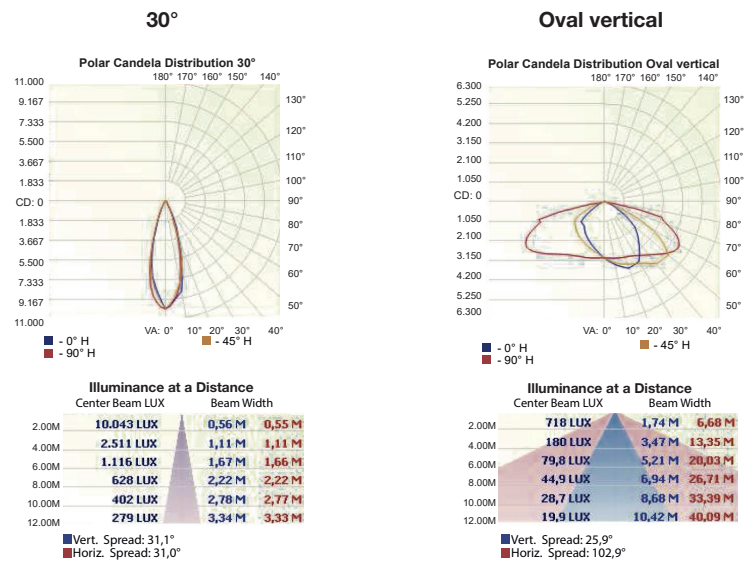 30°
Polar Candela Distribution 30°
180° 170° 160° 150° 140°
11.000
9.167
7.333
5.500
3.667
1.833
CD: 0
1.833
3.667
5.500
7.333
9.167
11.000
130°
120°
110°
100°
90°
80°
70°
60°
50°
VA: 0° 10° 20° 30° 40°
- 0° H
- 90° H
- 45° H
Illuminance at a Distance
Center Beam LUX Beam Width
2.00M 10.043 LUX 0,56 M 0,55 M
4.00M 2.511 LUX 1,11 M 1,11 M
6.00M 1.116 LUX 1,67 M 1,66 M
8.00M 628 LUX 2,22 M 2,22 M
10.00M 402 LUX 2,78 M 2,77 M
12.00M 279 LUX 3,34 M 3,33 M
Vert. Spread: 31,1°
Horiz. Spread: 31,0°
Oval vertical
Polar Candela Distribution Oval vertical
180° 170° 160° 150° 140°
6.300
5.250
4.200
3.150
2.100
1.050
CD: 0
1.050
2.100
3.150
4.200
5.250
6.300
130°
120°
110°
100°
90°
80°
70°
60°
50°
VA: 0° 10° 20° 30° 40°
- 0° H
- 90° H
- 45° H
Illuminance at a Distance
Center Beam LUX Beam Width
2.00M 718 LUX 1,74 M 6,68 M
4.00M 180 LUX 3,47 M 13,35 M
6.00M 79,8 LUX 5,21 M 20,03 M
8.00M 44,9 LUX 6,94 M 26,71 M
10.00M 28,7 LUX 8,68 M 33,39 M
12.00M 19,9 LUX 10,42 M 40,09 M
Vert. Spread: 25,9°
Horiz. Spread: 102,9°